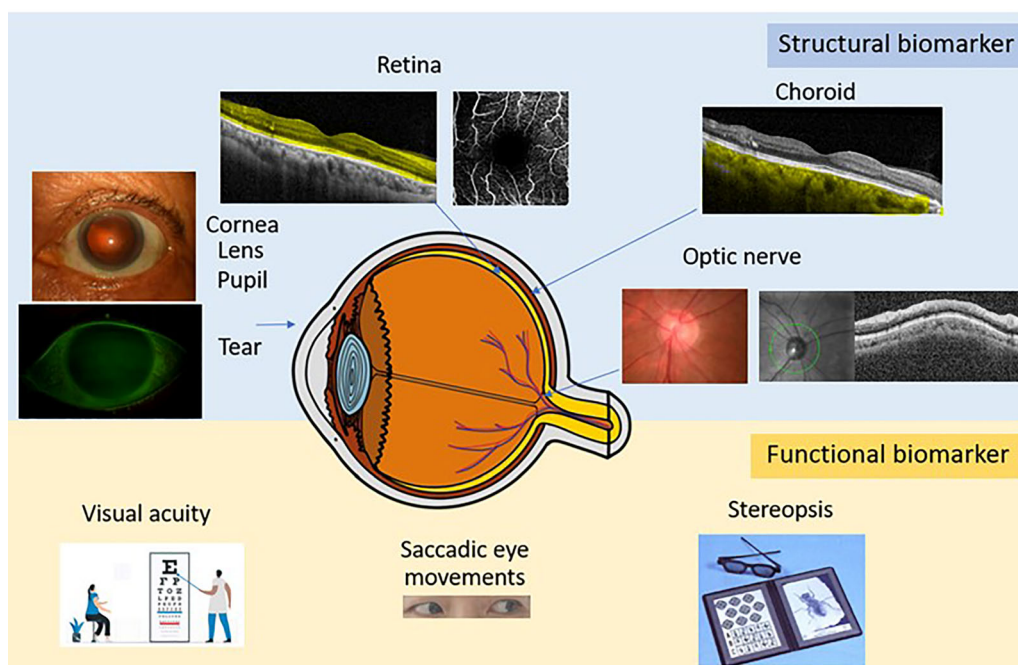 Structural biomarker
Retina
Choroid
Cornea
Lens
Pupil
Optic nerve
Tear
Functional biomarker
Visual acuity
Saccadic eye
movements
Stereopsis
E
F P
T O Z